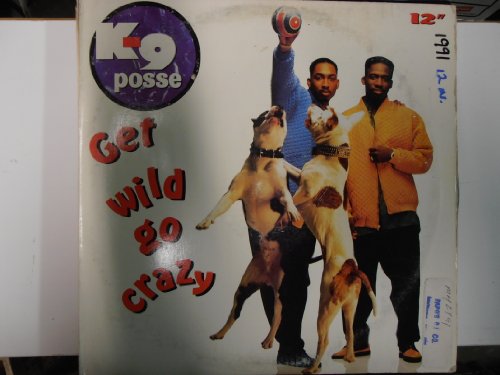 K-9
posse
12"
1991
12 in.
Get
wild
go
crazy